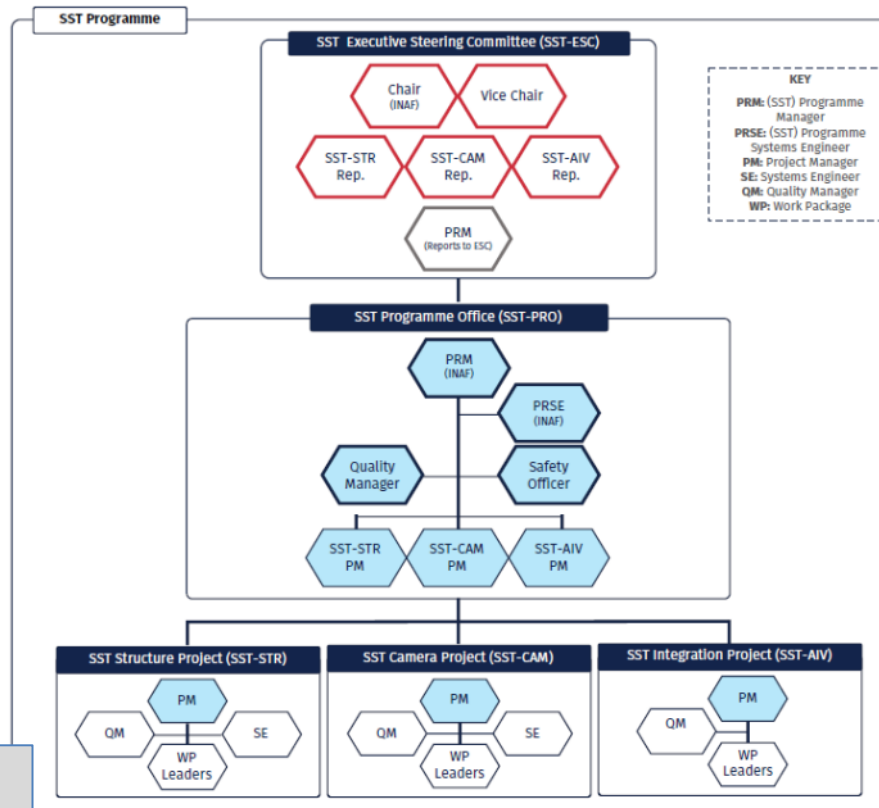 SST Programme
SST Executive Steering Committee (SST-ESC)
Chair
(INAF)
Vice Chair
SST-STR
Rep.
SST-CAM
Rep.
SST-AIV
Rep.
PRM
(Reports to ESC)
KEY
PRM: (SST) Programme
Manager
PRSE: (SST) Programme
Systems Engineer
PM: Project Manager
SE: Systems Engineer
QM: Quality Manager
WP: Work Package
SST Programme Office (SST-PRO)
PRM
(INAF)
PRSE
(INAF)
Quality
Manager
Safety
Officer
SST-STR
PM
SST-CAM
PM
SST-AIV
PM
SST Structure Project (SST-STR)
PM
QM
SE
WP
Leaders
SST Camera Project (SST-CAM)
PM
QM
SE
WP
Leaders
SST Integration Project (SST-AIV)
PM
QM
WP
Leaders